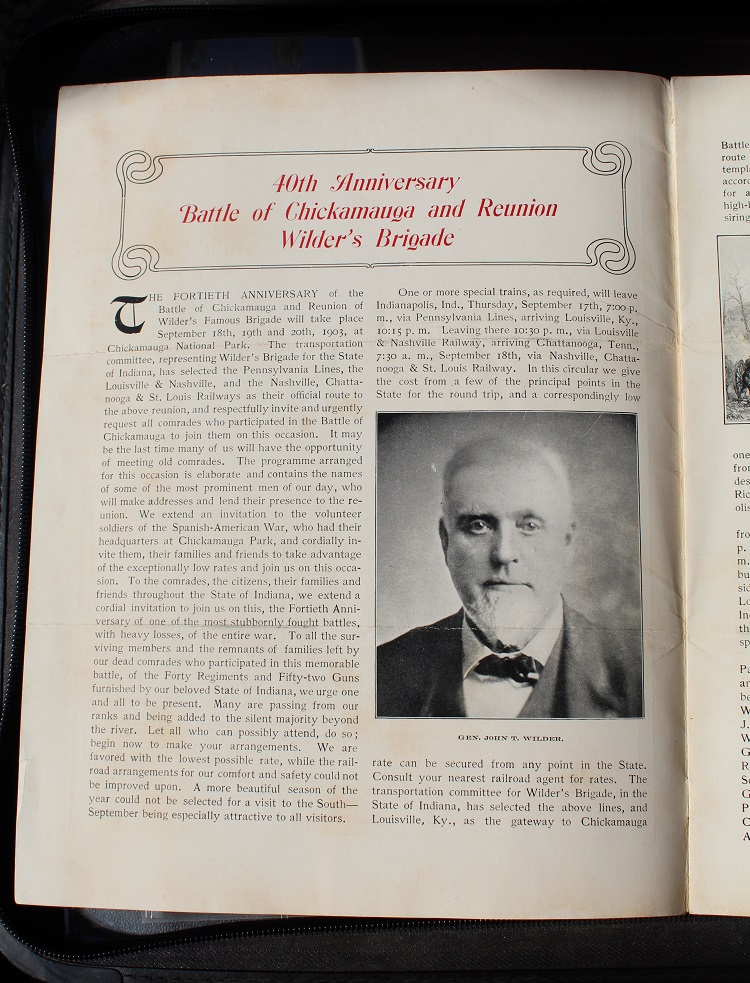 40th Anniversary
Battle of Chickamauga and Reunion
Wilder's Brigade
THE FORTIETH ANNIVERSARY of the
Battle of Chickamauga and Reunion of
Wilder's Famous Brigade will take place
September 18th, 19th and 20th, 1903, at
Chickamauga National Park. The transportation
committee, representing Wilder's Brigade for the State
of Indiana, has selected the Pennsylvania Lines, the
Louisville & Nashville, and the Nashville, Chatta-
nooga & St. Louis Railways as their official route to
the above reunion, and respectfully invite and urgently
request all comrades who participated in the Battle of
Chickamauga to join them on this occasion. It may
be the last time many of us will have the opportunity
of meeting old comrades. The programme arranged
for this occasion is elaborate and contains the names
of some of the most prominent men of our day, who
will make addresses and lend their presence to the re-
union. We extend an invitation to the volunteer
soldiers of the Spanish-American War, who had their
headquarters at Chickamauga Park, and cordially in-
vite them, their families and friends to take advantage
of the exceptionally low rates and join us on this occa-
sion. To the comrades, the citizens, their families and
friends throughout the State of Indiana, we extend a
cordial invitation to join us on this, the Fortieth Anni-
versary of one of the most stubbornly fought battles,
with heavy losses, of the entire war. To all the sur-
viving members and the remnants of families left by
our dead comrades who participated in this memorable
battle, of the Forty Regiments and Fifty-two Guns
furnished by our beloved State of Indiana, we urge one
and all to be present. Many are passing from our
ranks and being added to the silent majority beyond
the river. Let all who can possibly attend, do so;
begin now to make your arrangements. We are
favored with the lowest possible rate, while the rail-
road arrangements for our comfort and safety could not
be improved upon. A more beautiful season of the
year could not be selected for a visit to the South—
September being especially attractive to all visitors.
One or more special trains, as required, will leave
Indianapolis, Ind., Thursday, September 17th, 7:00 p.
m., via Pennsylvania Lines, arriving Louisville, Ky.,
10:15 p. m. Leaving there 10:30 p. m., via Louisville
& Nashville Railway, arriving Chattanooga, Tenn.,
7:30 a. m., September 18th, via Nashville, Chatta-
nooga & St. Louis Railway. In this circular we give
the cost from a few of the principal points in the
State for the round trip, and a correspondingly low
GEN. JOHN T. WILDER.
rate can be secured from any point in the State.
Consult your nearest railroad agent for rates. The
transportation committee for Wilder's Brigade, in the
State of Indiana, has selected the above lines, and
Louisville, Ky., as the gateway to Chickamauga
Battle
route
for a
one